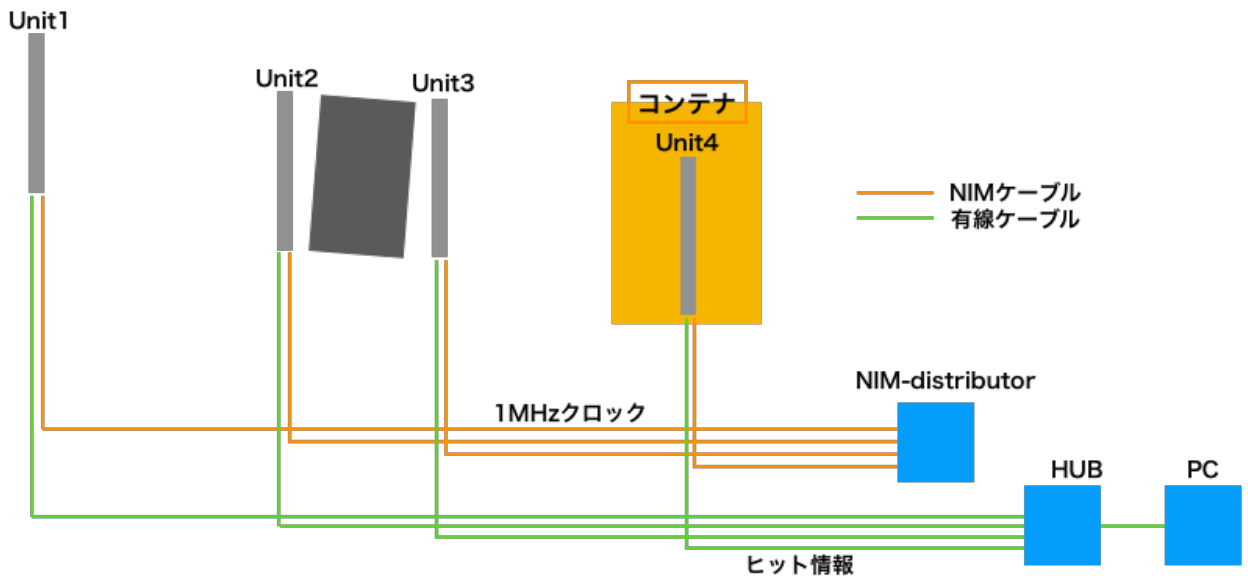 Unit1
Unit2
Unit3
コンテナ
Unit4
NIMケーブル
有線ケーブル
NIM-distributor
1MHzクロック
HUB
PC
ヒット情報